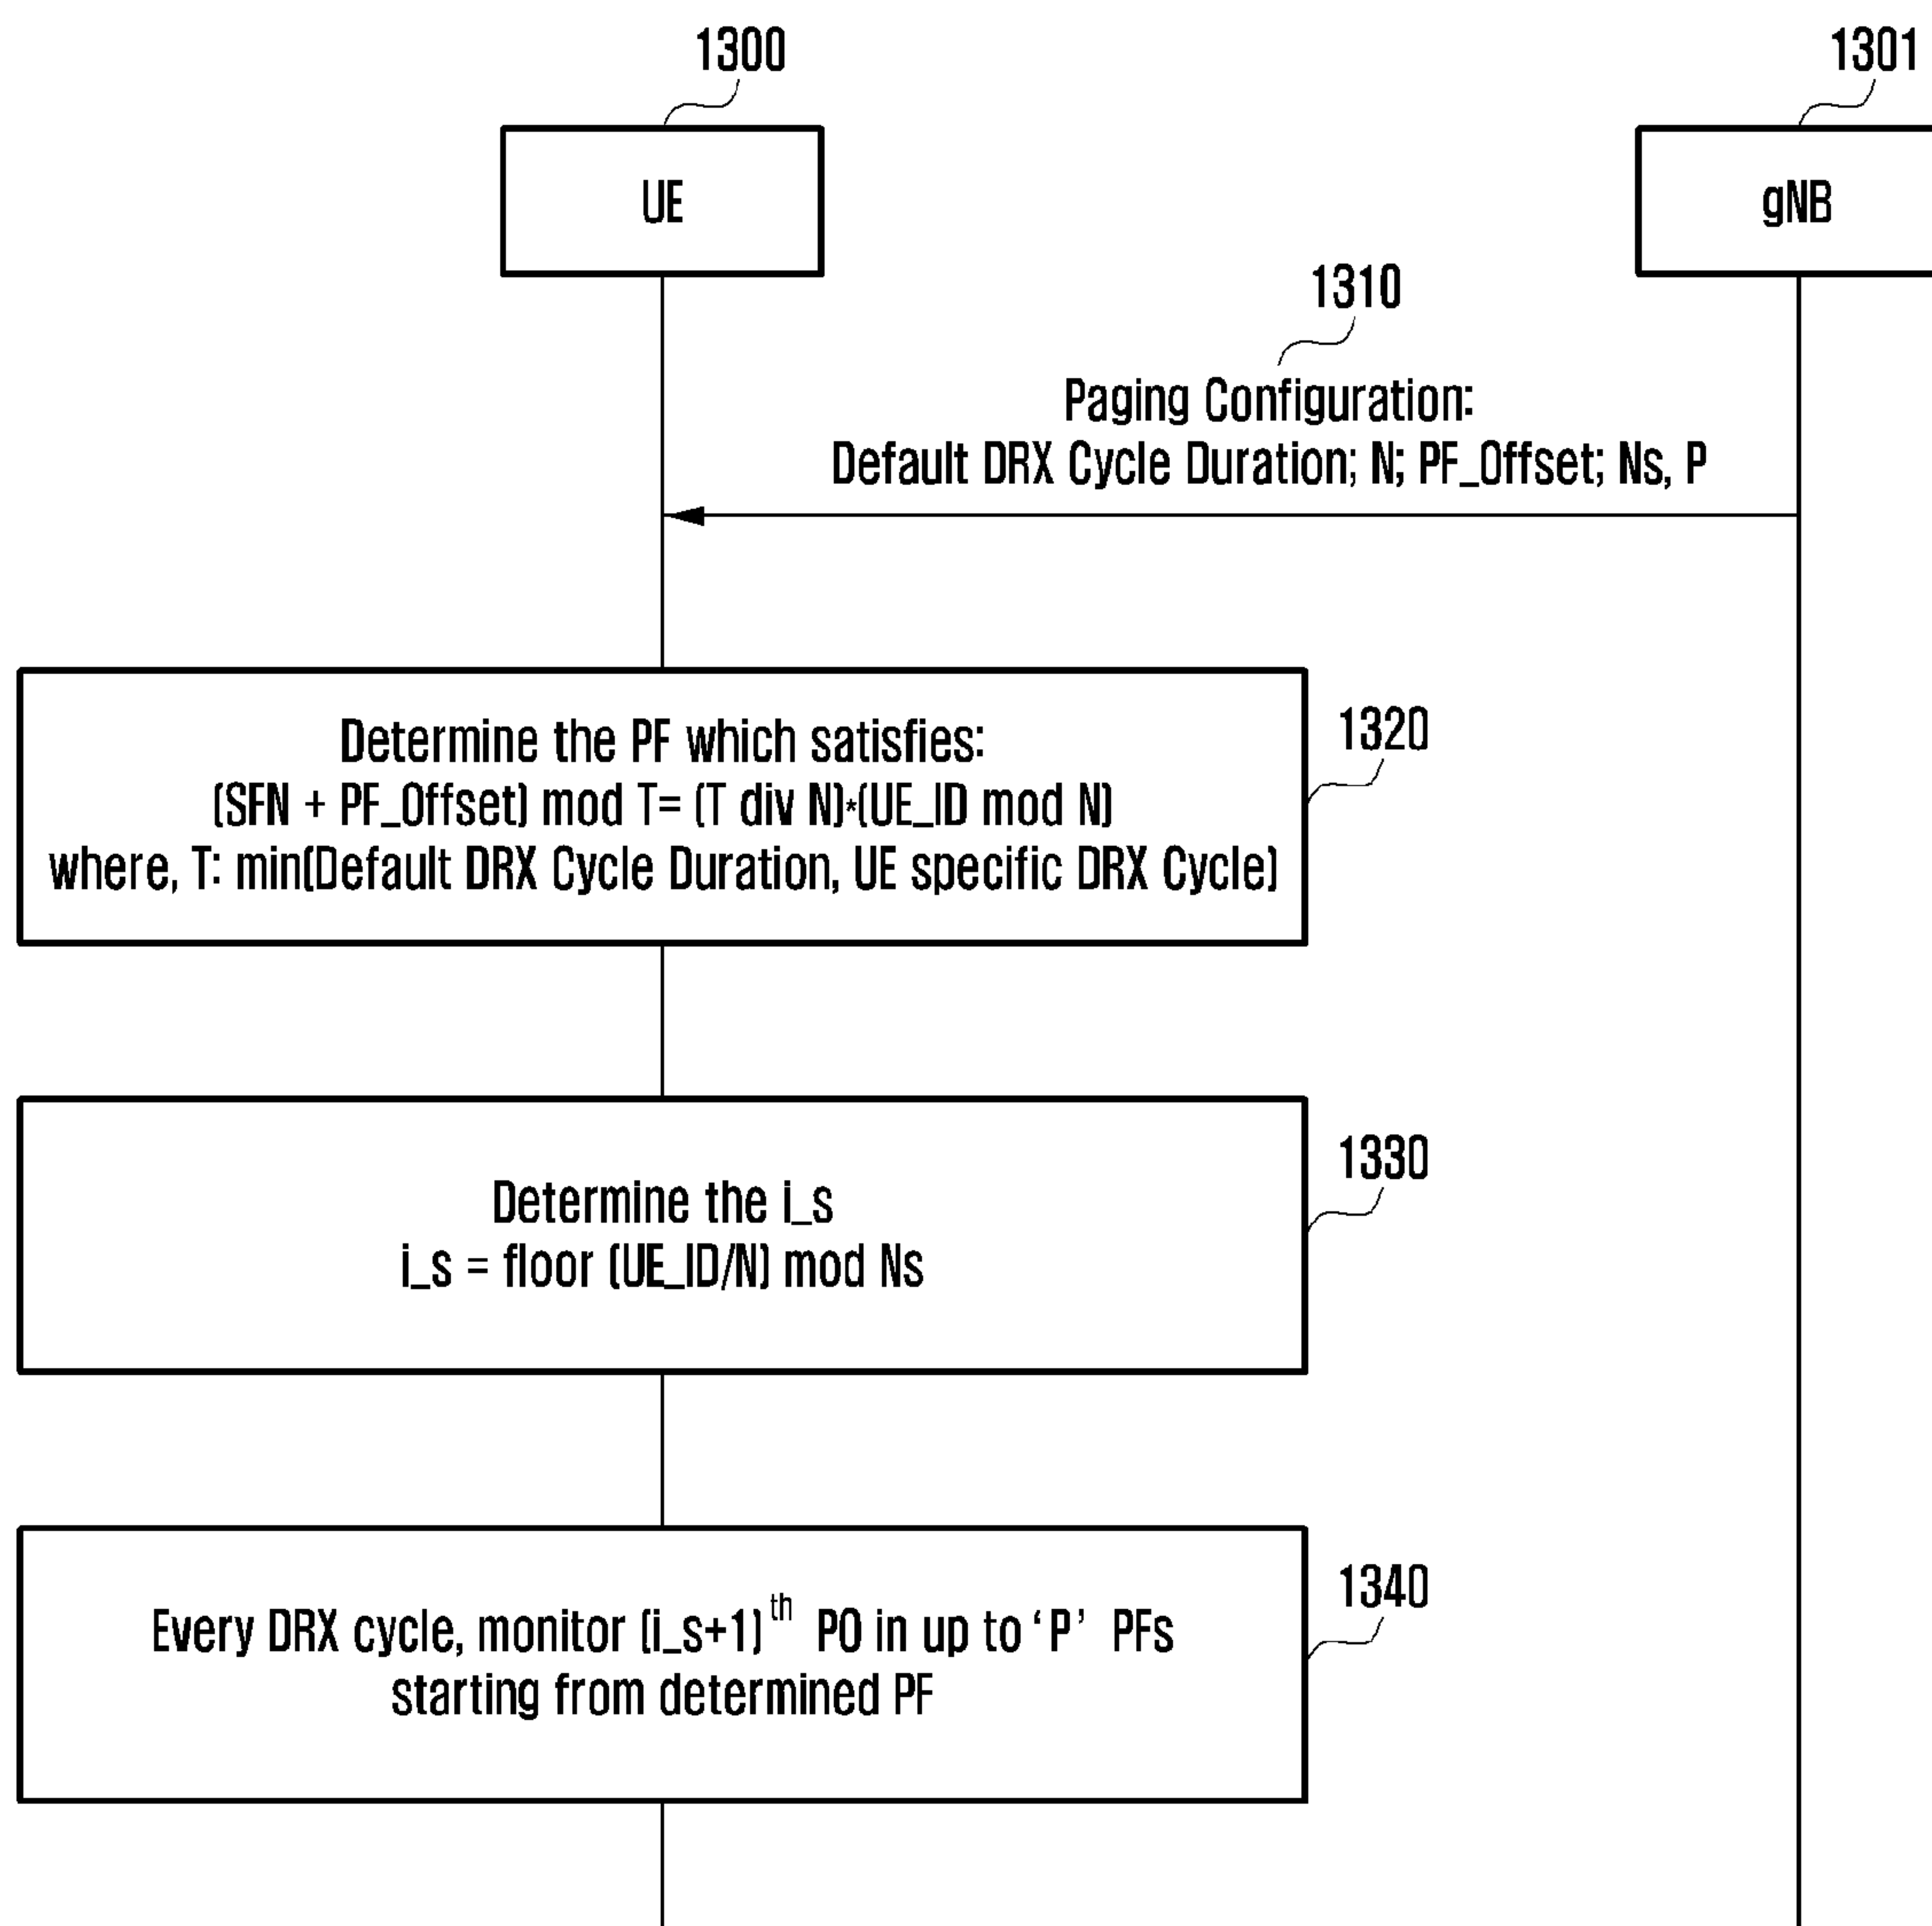 1300
1301
UE
gNB
1310
Paging Configuration:
Default DRX Cycle Duration; N; PF_Offset; Ns, P
Determine the PF which satisfies:
(SFN + PF_Offset) mod T= (T div N)*(UE_ID mod N)
where, T: min(Default DRX Cycle Duration, UE specific DRX Cycle)
1320
Determine the i_s
i_s = floor (UE_ID/N) mod Ns
1330
Every DRX cycle, monitor (i_s+1)th PO in up to ‘P’ PFs
starting from determined PF
1340